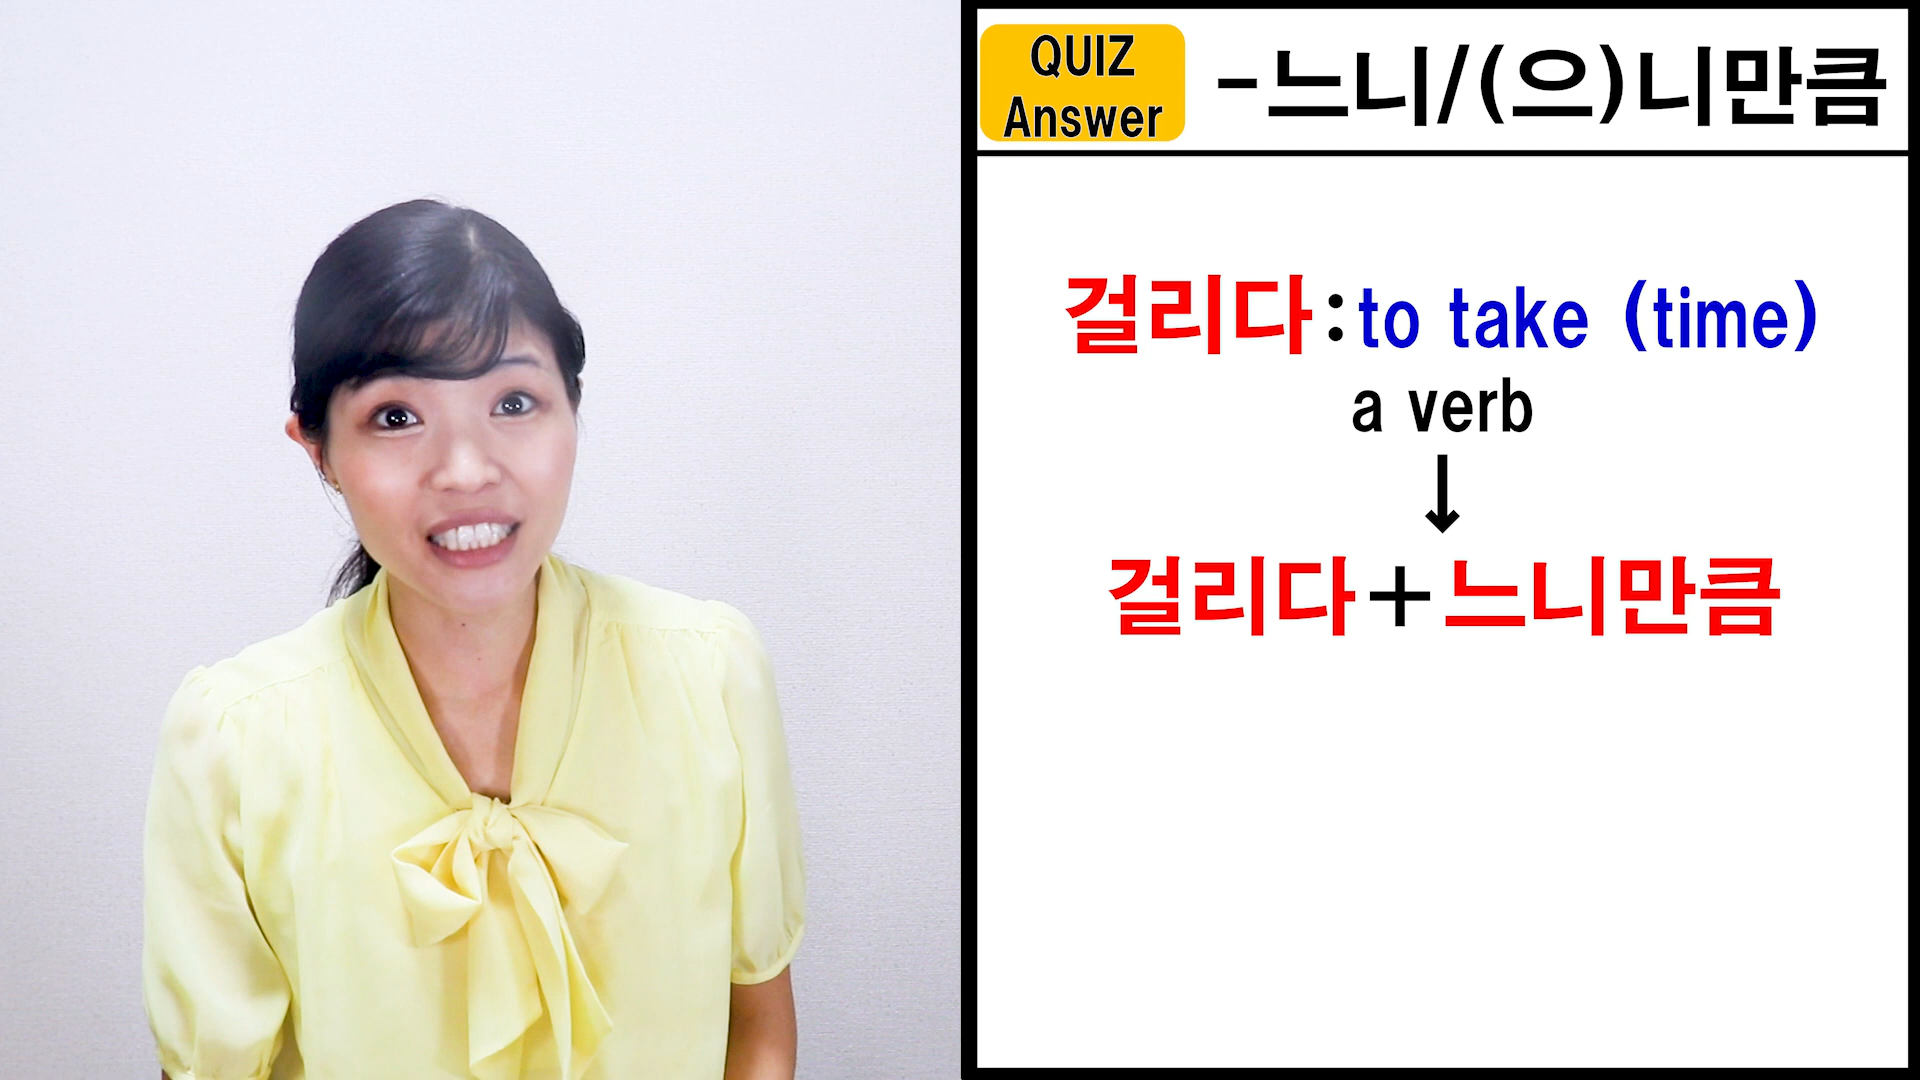 QUIZ
Answer
-느니/(으)니만큼
걸리다:to take (time)
a verb
↓
걸리다+느니만큼